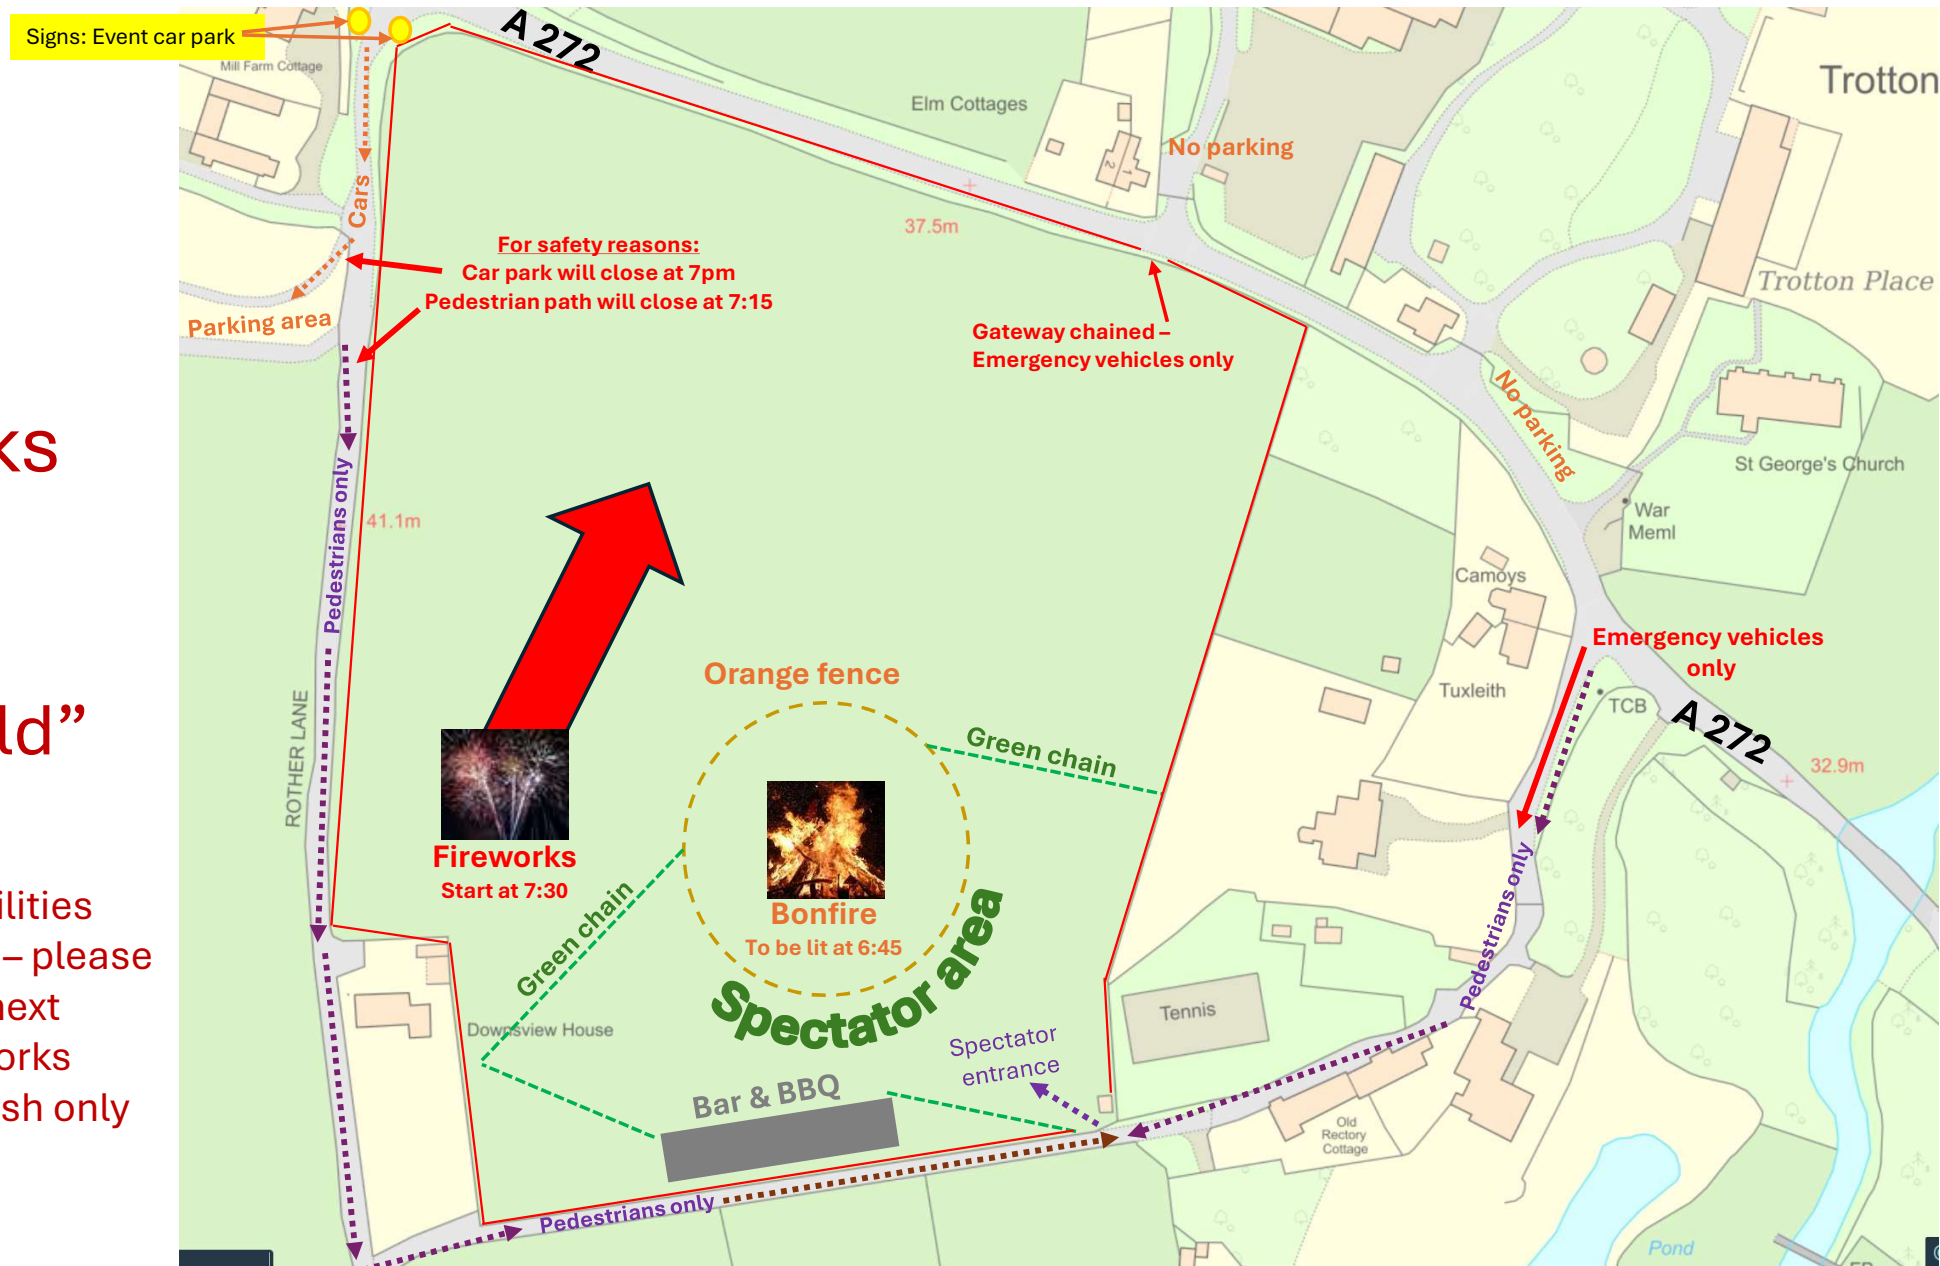 Signs: Event car park
A 272
Mill Farm Cottage
Trotton
Elm Cottages
No parking
1
2
Cars
37.5m
For safety reasons:
Car park will close at 7pm
Pedestrian path will close at 7:15
Trotton Place
Parking area
Gateway chained –
Emergency vehicles only
No parking
ks
St George's Church
War
Meml
Pedestrians only
41.1m
Camoys
Emergency vehicles
only
Orange fence
Tuxleith
TCB
ld”
A 272
ROTHER LANE
Green chain
32.9m
Fireworks
Start at 7:30
Bonfire
To be lit at 6:45
Green chain
Spectator area
Pedestrians only
ilities
– please
next
orks
sh only
Downsview House
Tennis
Spectator
entrance
Bar & BBQ
Old
Rectory
Cottage
Pedestrians only
Pond